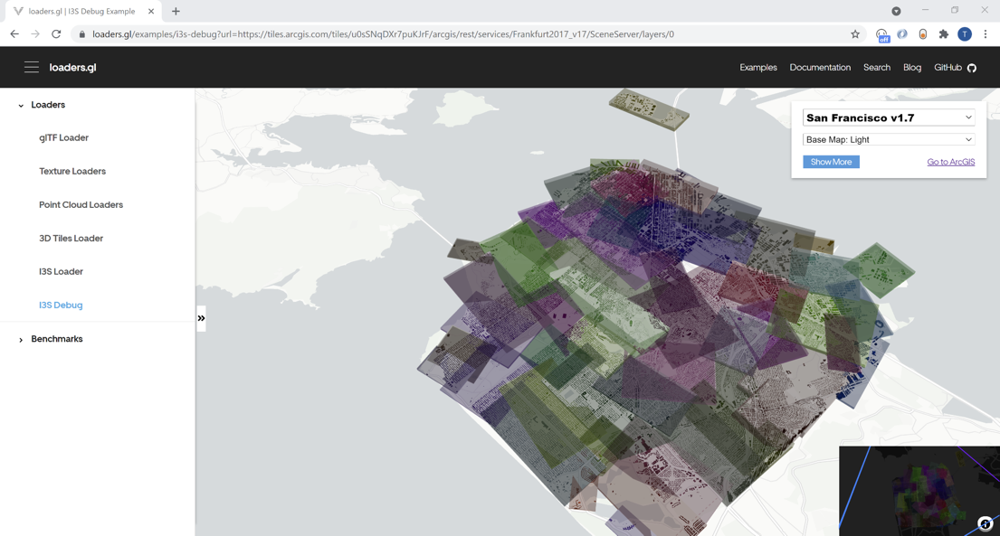 loaders.gl | I3S Debug Example
loaders.gl/examples/i3s-debug?url=https://tiles.arcgis.com/tiles/u0sSNqDXr7puKJrF/arcgis/rest/services/Frankfurt2017_v17/SceneServer/layers/0
off
T
loaders.gl
Examples
Documentation
Search
Blog
GitHub
Loaders
glTF Loader
Texture Loaders
Point Cloud Loaders
3D Tiles Loader
I3S Loader
I3S Debug
Benchmarks
San Francisco v1.7
Base Map: Light
Show More
Go to ArcGIS